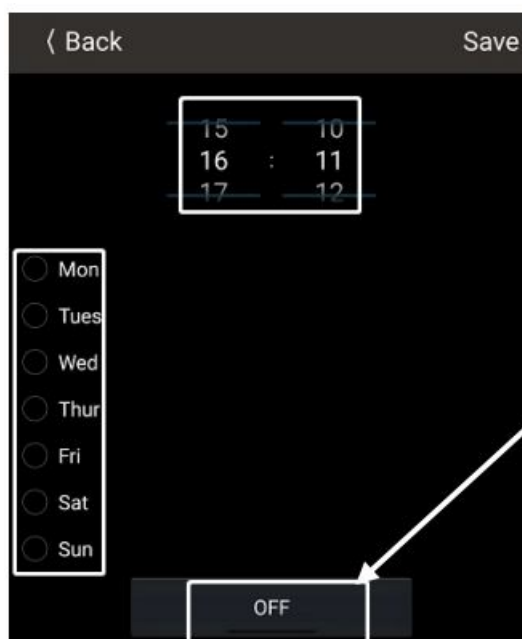 ⟨ Back Save
15 10
16 : 11
17 12
Mon
Tues
Wed
Thur
Fri
Sat
Sun
OFF